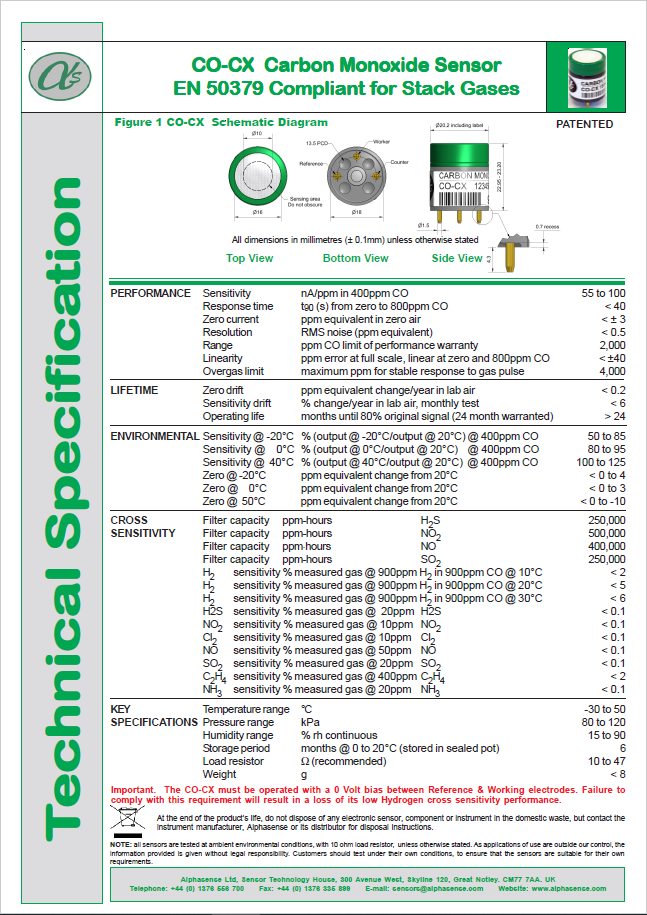 αs
CO-CX Carbon Monoxide Sensor
EN 50379 Compliant for Stack Gases
PATENTED
Technical Specification
Figure 1 CO-CX Schematic Diagram
Ø10
Sensing area
Do not obscure
Ø16
13.5 PCD
Worker
Reference
Counter
Ø18
Ø20.2 including label
CARBON MON
CO-CX 1234
Ø1.5
22.95 - 23.20
0.7 recess
4.3
All dimensions in millimetres (± 0.1mm) unless otherwise stated
Top View Bottom View Side View
PERFORMANCE Sensitivity nA/ppm in 400ppm CO 55 to 100
Response time t90 (s) from zero to 800ppm CO < 40
Zero current ppm equivalent in zero air < ± 3
Resolution RMS noise (ppm equivalent) < 0.5
Range ppm CO limit of performance warranty 2,000
Linearity ppm error at full scale, linear at zero and 800ppm CO < ±40
Overgas limit maximum ppm for stable response to gas pulse 4,000
LIFETIME Zero drift ppm equivalent change/year in lab air < 0.2
Sensitivity drift % change/year in lab air, monthly test < 6
Operating life months until 80% original signal (24 month warranted) > 24
ENVIRONMENTAL Sensitivity @ -20°C % (output @ -20°C/output @ 20°C) @ 400ppm CO 50 to 85
Sensitivity @ 0°C % (output @ 0°C/output @ 20°C) @ 400ppm CO 80 to 95
Sensitivity @ 40°C % (output @ 40°C/output @ 20°C) @ 400ppm CO 100 to 125
Zero @ -20°C ppm equivalent change from 20°C < 0 to 4
Zero @ 0°C ppm equivalent change from 20°C < 0 to 3
Zero @ 50°C ppm equivalent change from 20°C < 0 to -10
CROSS Filter capacity ppm-hours H2S 250,000
SENSITIVITY Filter capacity ppm-hours NO2 500,000
Filter capacity ppm-hours NO 400,000
Filter capacity ppm-hours SO2 250,000
H2 sensitivity % measured gas @ 900ppm H2 in 900ppm CO @ 10°C < 2
H2 sensitivity % measured gas @ 900ppm H2 in 900ppm CO @ 20°C < 5
H2 sensitivity % measured gas @ 900ppm H2 in 900ppm CO @ 30°C < 6
H2S sensitivity % measured gas @ 20ppm H2S < 0.1
NO2 sensitivity % measured gas @ 10ppm NO2 < 0.1
Cl2 sensitivity % measured gas @ 10ppm Cl2 < 0.1
NO sensitivity % measured gas @ 50ppm NO < 0.1
SO2 sensitivity % measured gas @ 20ppm SO2 < 0.1
C2H4 sensitivity % measured gas @ 400ppm C2H4 < 2
NH3 sensitivity % measured gas @ 20ppm NH3 < 0.1
KEY Temperature range °C -30 to 50
SPECIFICATIONS Pressure range kPa 80 to 120
Humidity range % rh continuous 15 to 90
Storage period months @ 0 to 20°C (stored in sealed pot) 6
Load resistor Ω (recommended) 10 to 47
Weight g < 8
Important. The CO-CX must be operated with a 0 Volt bias between Reference & Working electrodes. Failure to
comply with this requirement will result in a loss of its low Hydrogen cross sensitivity performance.
At the end of the product's life, do not dispose of any electronic sensor, component or instrument in the domestic waste, but contact the
instrument manufacturer, Alphasense or its distributor for disposal instructions.
NOTE: all sensors are tested at ambient environmental conditions, with 10 ohm load resistor, unless otherwise stated. As applications of use are outside our control, the
information provided is given without legal responsibility. Customers should test under their own conditions, to ensure that the sensors are suitable for their own
requirements.
Alphasense Ltd, Sensor Technology House, 300 Avenue West, Skyline 120, Great Notley. CM77 7AA. UK
Telephone: +44 (0) 1376 556 700 Fax: +44 (0) 1376 335 899 E-mail: sensors@alphasense.com Website: www.alphasense.com